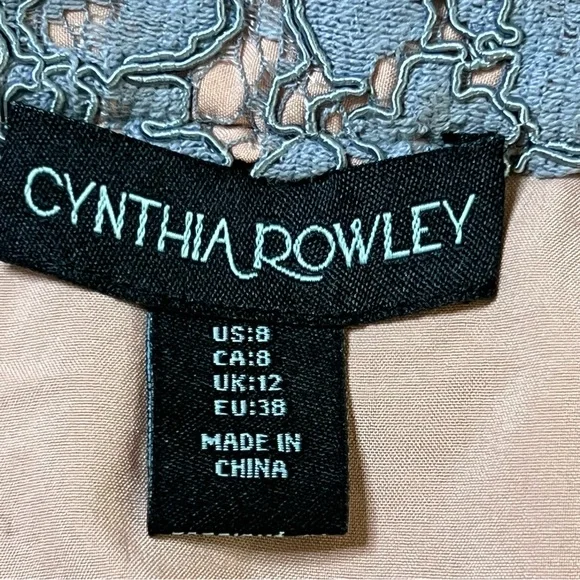 CYNTHIA ROWLEY
US:8
CA:8
UK:12
EU:38
MADE IN
CHINA